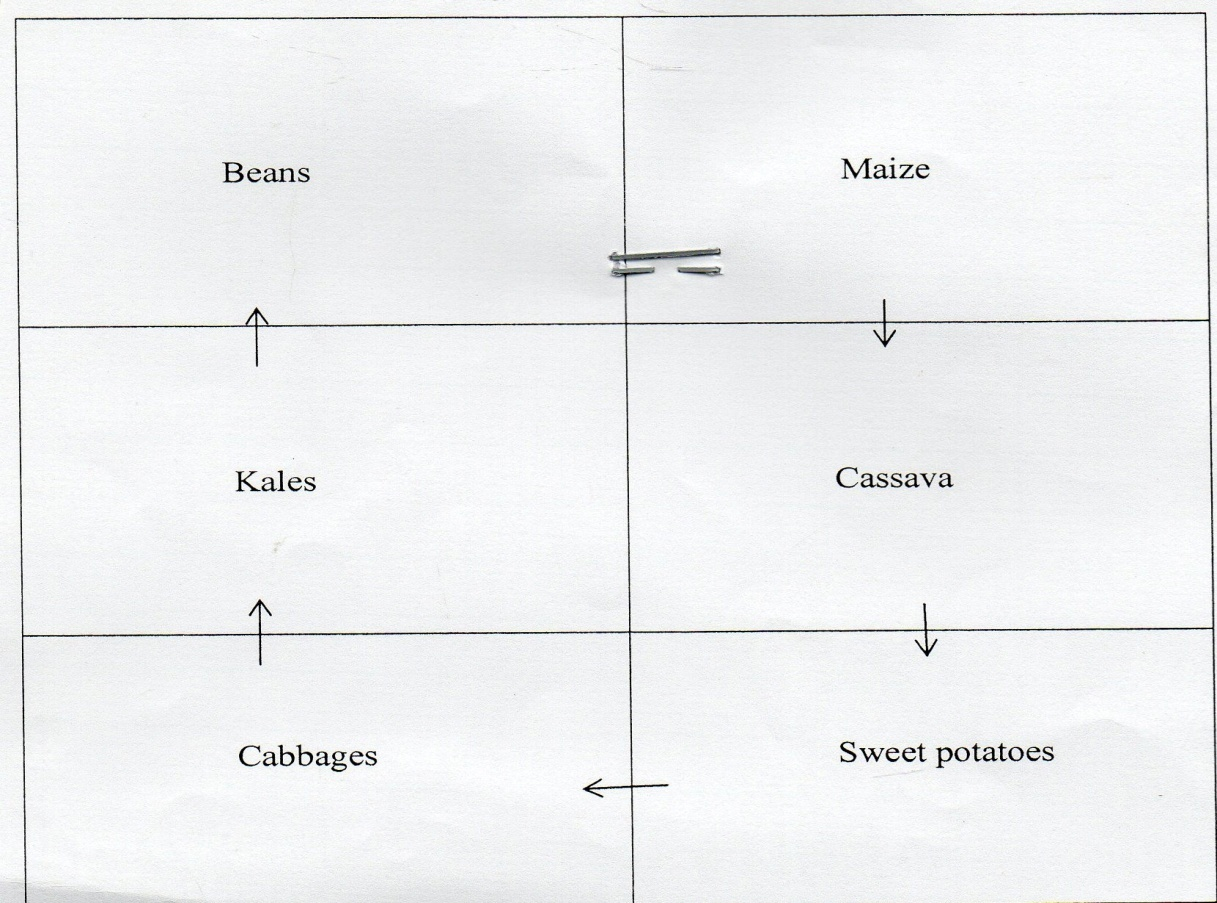 Beans
Maize
Kales
Cassava
Cabbages
Sweet potatoes